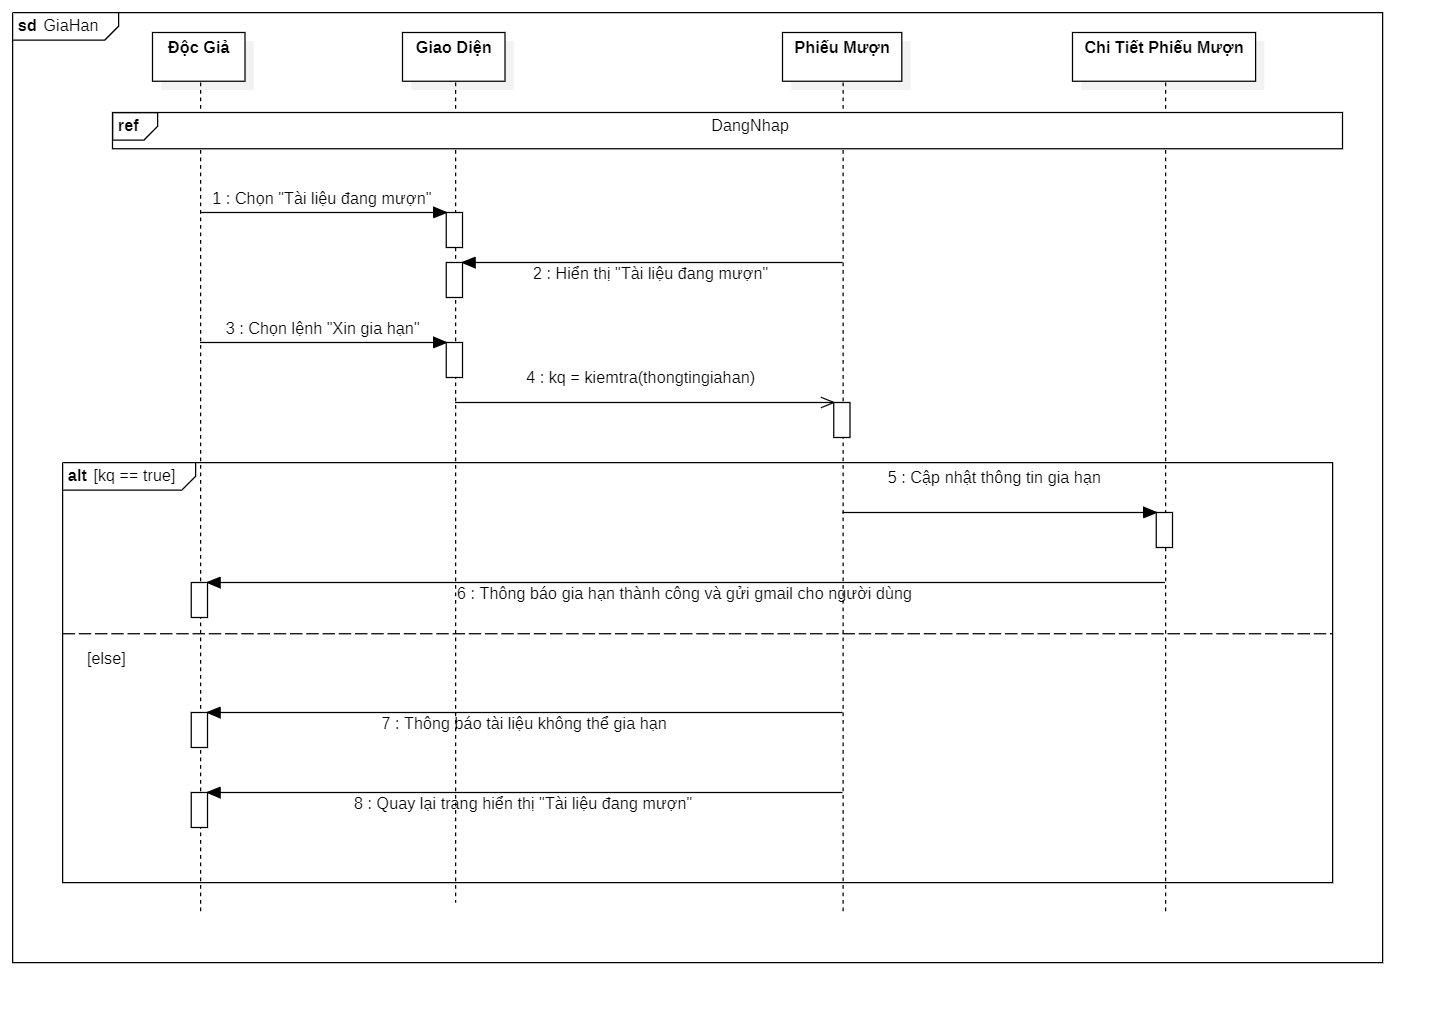 sd GiaHan
Độc Giả
Giao Diện
Phiếu Mượn
Chi Tiết Phiếu Mượn
ref
DangNhap
1 : Chọn "Tài liệu đang mượn"
2 : Hiển thị "Tài liệu đang mượn"
3 : Chọn lệnh "Xin gia hạn"
4 : kq = kiemtra(thongtingiahan)
alt [kq == true]
5 : Cập nhật thông tin gia hạn
6 : Thông báo gia hạn thành công và gửi gmail cho người dùng
[else]
7 : Thông báo tài liệu không thể gia hạn
8 : Quay lại trang hiển thị "Tài liệu đang mượn"